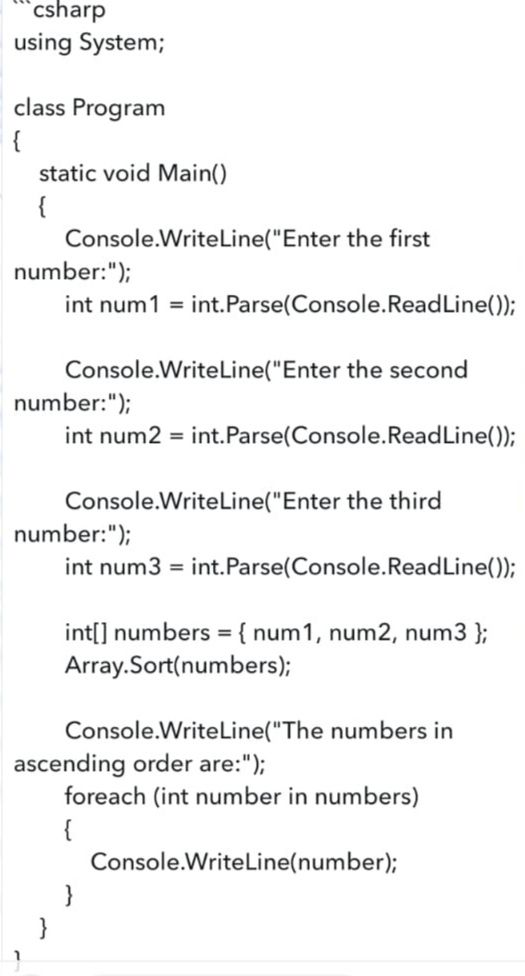 ```csharp
using System;
class Program
{
static void Main()
{
Console.WriteLine("Enter the first
number:");
int num1 = int.Parse(Console.ReadLine());
Console.WriteLine("Enter the second
number:");
int num2 = int.Parse(Console.ReadLine());
Console.WriteLine("Enter the third
number:");
int num3 = int.Parse(Console.ReadLine());
int[] numbers = { num1, num2, num3 };
Array.Sort(numbers);
Console.WriteLine("The numbers in
ascending order are:");
foreach (int number in numbers)
{
Console.WriteLine(number);
}
}
}